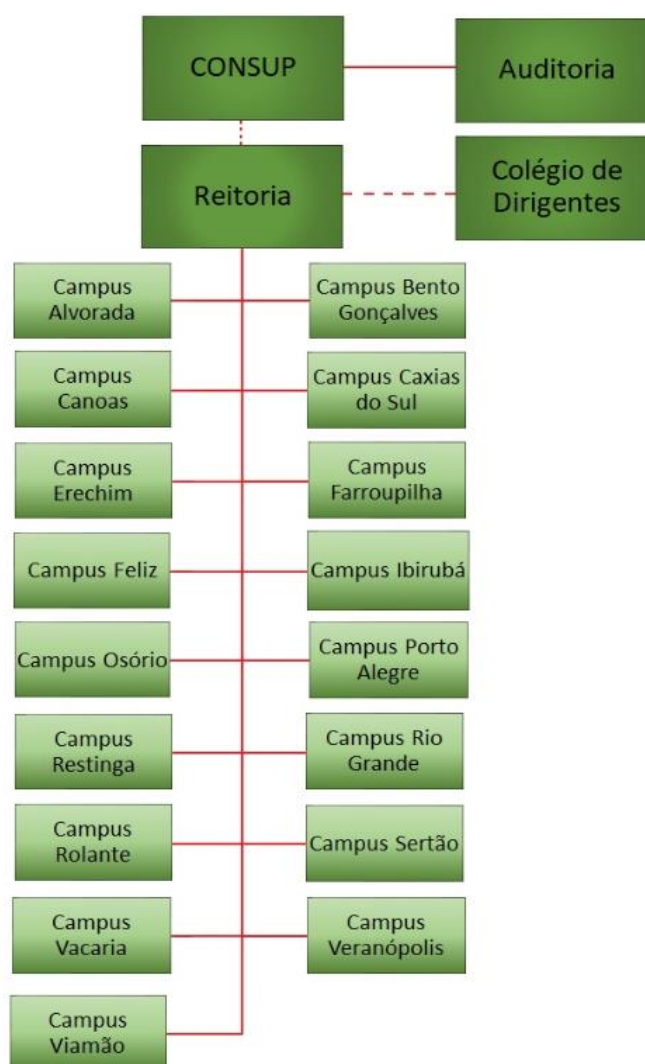 CONSUP
Auditoria
Reitoria
Colégio de
Dirigentes
Campus
Alvorada
Campus Bento
Gonçalves
Campus
Canoas
Campus Caxias
do Sul
Campus
Erechim
Campus
Farroupilha
Campus Feliz
Campus Ibirubá
Campus Osório
Campus Porto
Alegre
Campus
Restinga
Campus Rio
Grande
Campus
Rolante
Campus Sertão
Campus
Vacaria
Campus
Veranópolis
Campus
Viamão